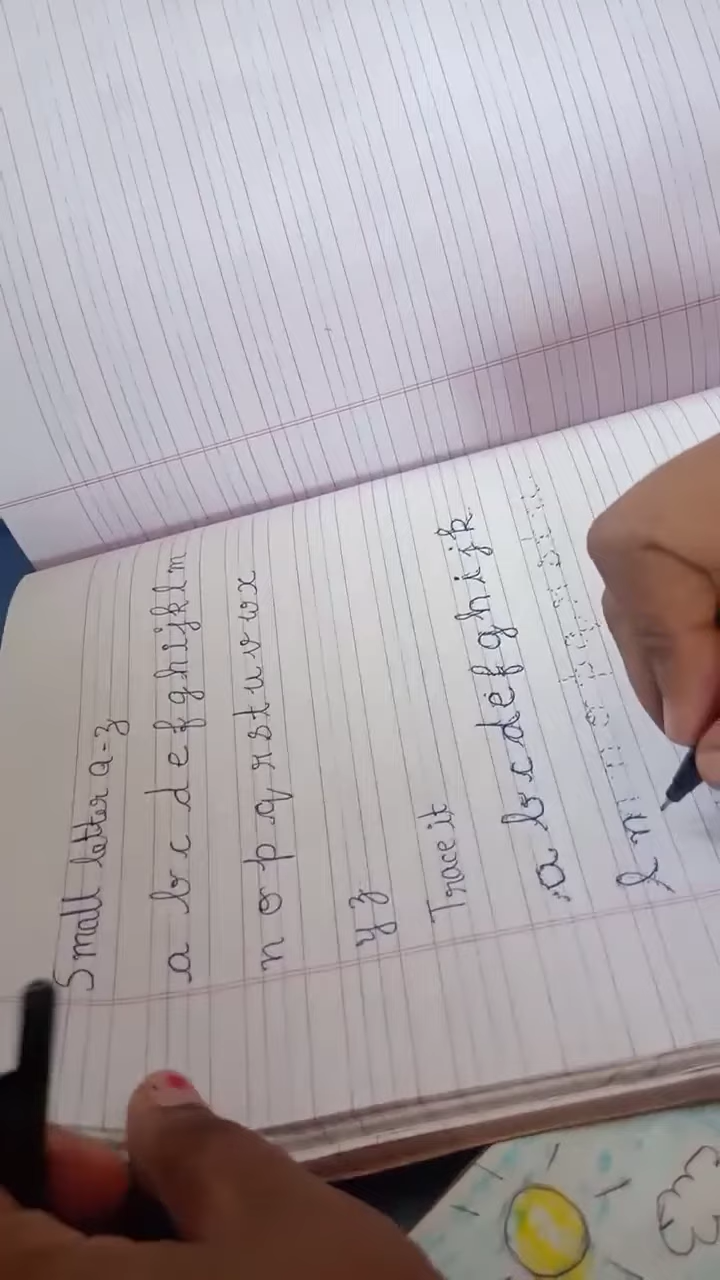 Small letter a-z
a b c d e f g h i j k l m
n o p q r s t u v w x
y z
Trace it
a b c d e f g h i j k
l m n o p q r s t u